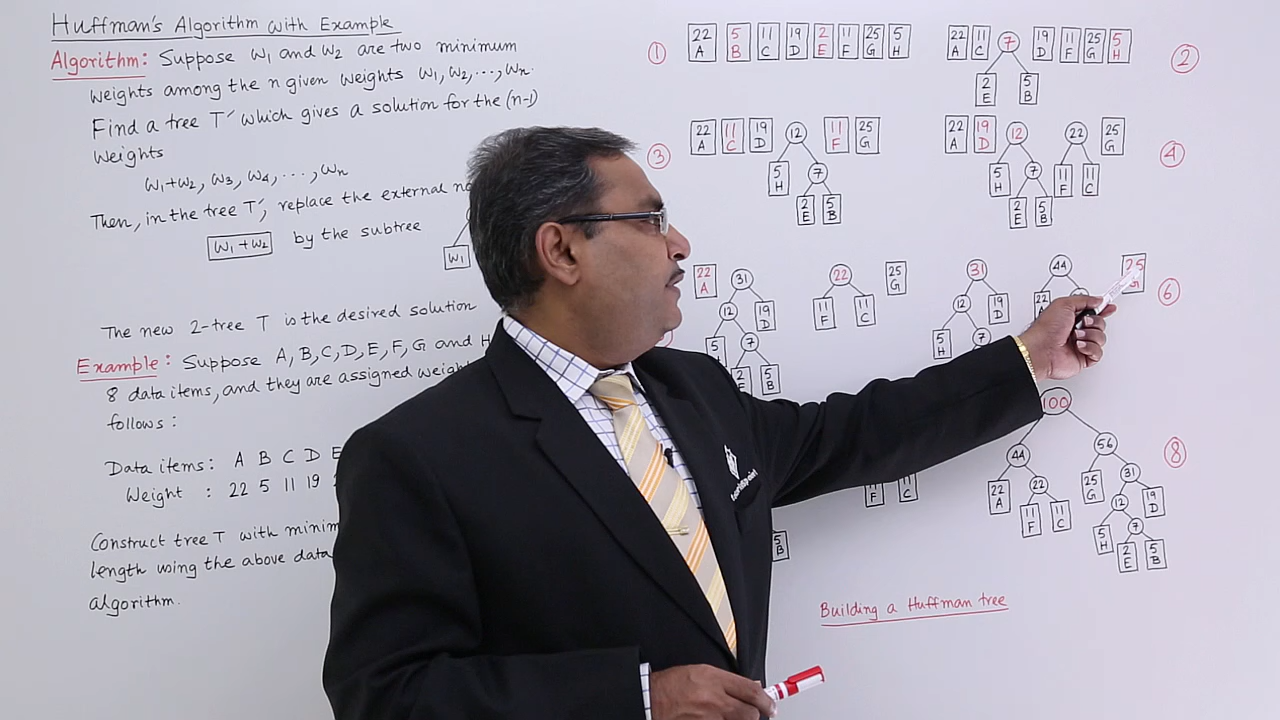 Huffman's Algorithm with Example
Algorithm: Suppose w1 and w2 are two minimum
weights among the n given weights w1, w2, ..., wn.
Find a tree T' which gives a solution for the (n-1)
weights
w1+w2, w3, w4, ..., wn
Then, in the tree T', replace the external
w1+w2 by the subtree
w1
The new 2-tree T is the desired solution
Example: Suppose A, B, C, D, E, F, G and H
8 data items, and they are assigned
follows:
Data items: A B C D E
Weight : 22 5 11 19
Construct tree T with
length using the above data
algorithm.
1
22 5 11 19 2 11 25 5
A B C D E F G H
2
22 11 7 19 11 25 5
A C D F G H
2 5
E B
3
22 11 19 12 11 25
A C D F G
5 7
H
2 5
E B
4
22 19 12 22 25
A D G
5 7 11 11
H F C
2 5
E B
22 31 22 25
A G
12 19 11 11
D F C
5 7
2 5
E B
6
31 44 25
G
12 19 22
D A
5 7
H
F C
5
B
8
100
44 56
22 22 25 31
A G
11 11 12 19
F C D
5 7
H
2 5
E B
Building a Huffman tree